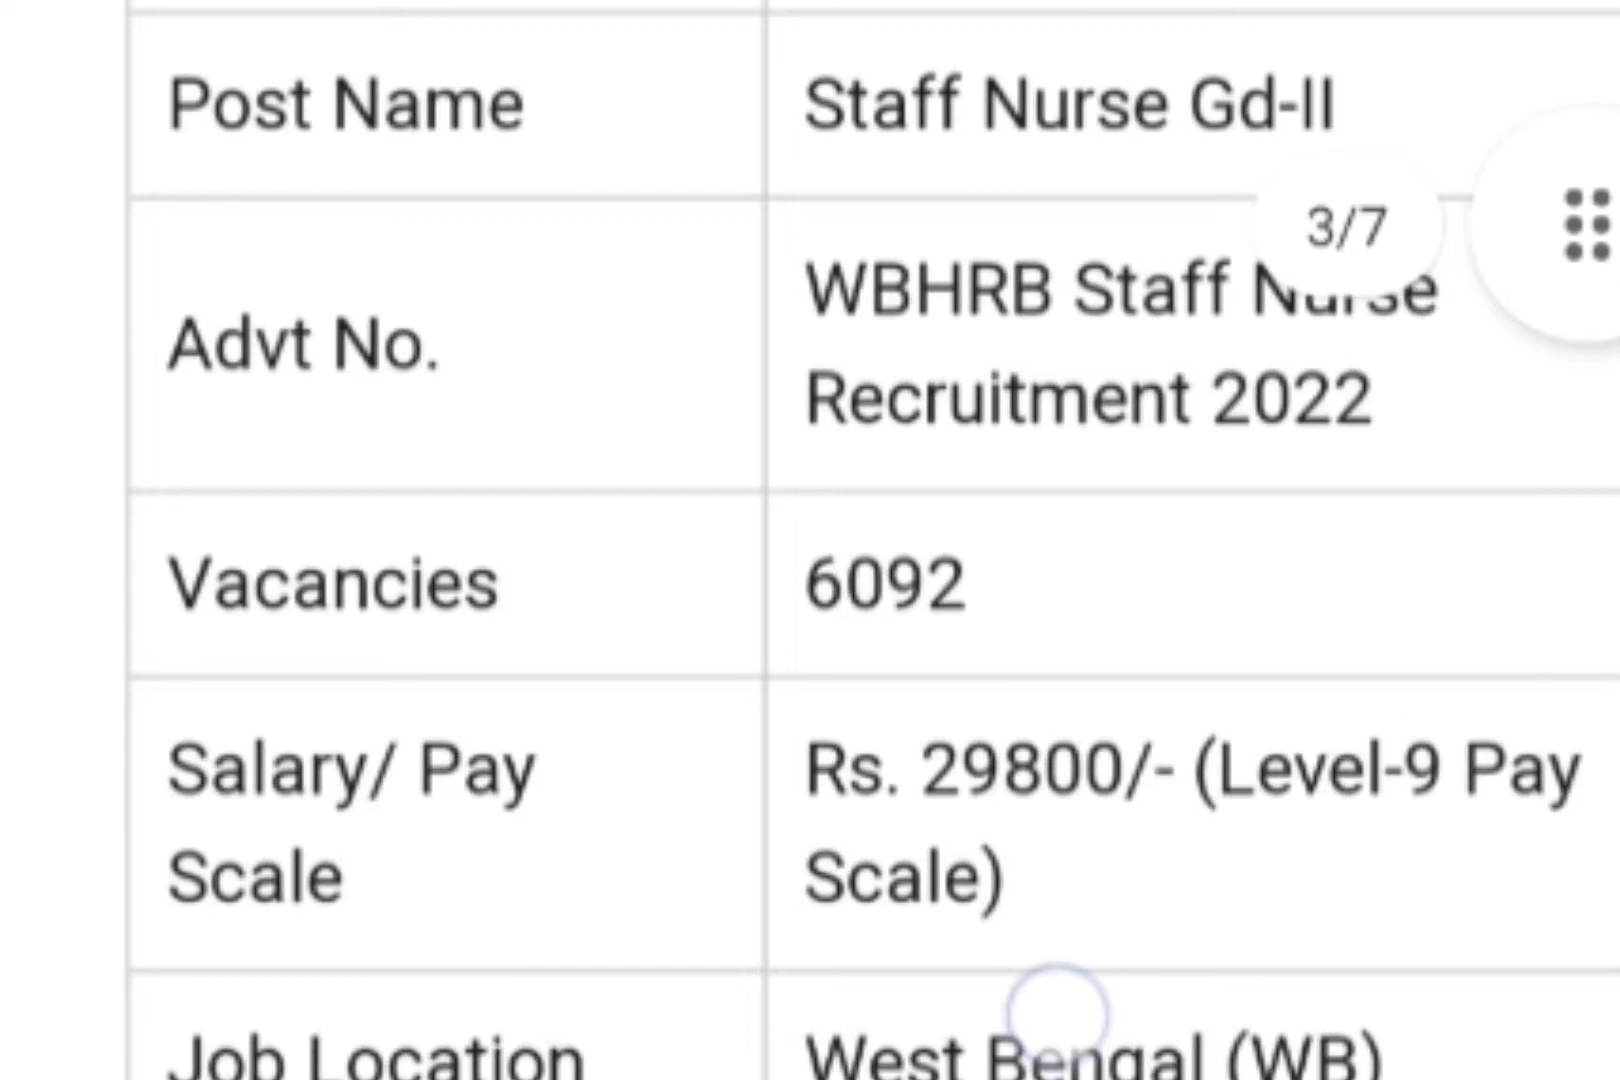 Post Name
Staff Nurse Gd-II
3/7
Advt No.
WBHRB Staff Nurse
Recruitment 2022
Vacancies
6092
Salary/ Pay
Scale
Rs. 29800/- (Level-9 Pay
Scale)
Job Location
West Bengal (WB)